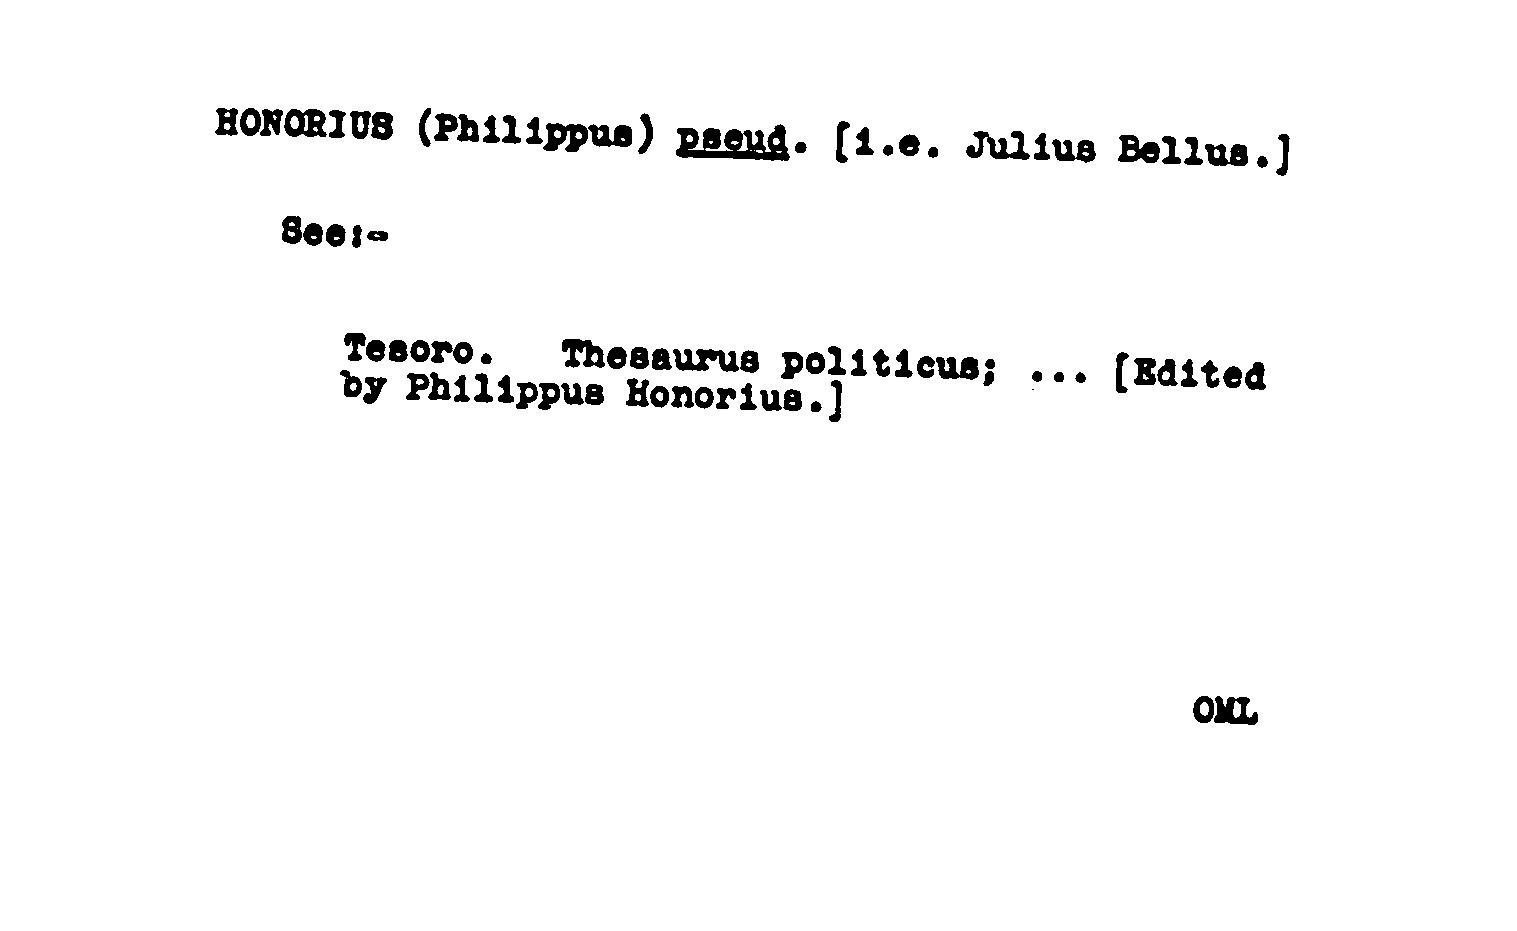 HONORIUS (Philippus) pseud. [i.e. Julius Bellus.]
See:-
Tesoro. Thesaurus politicus; ... [Edited
by Philippus Honorius.]
OML